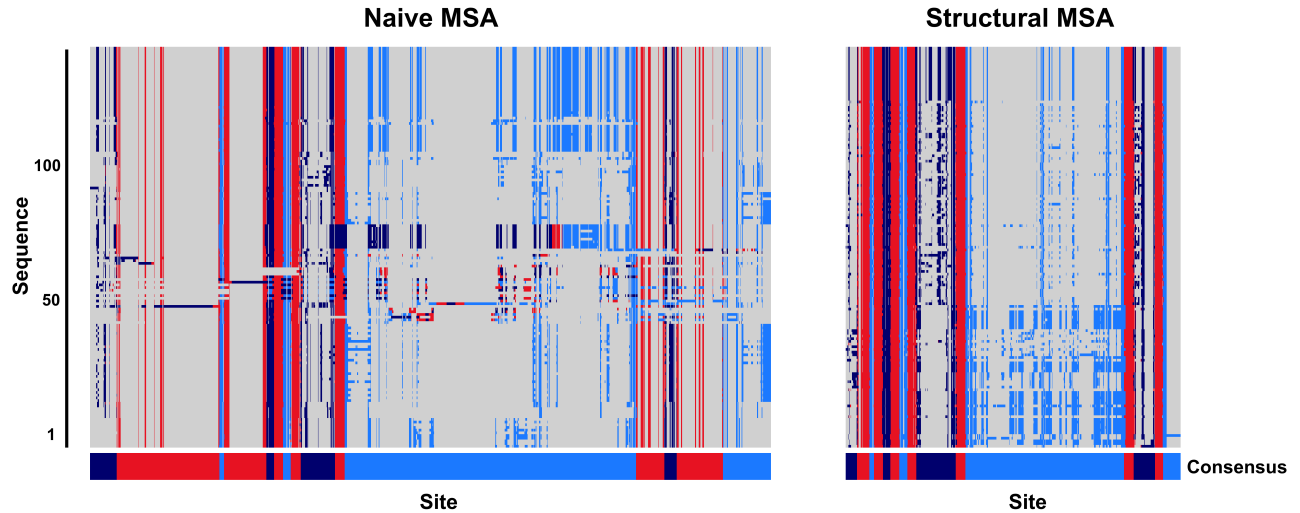 Naive MSA
Structural MSA
Sequence
100
50
1
Consensus
Site
Site